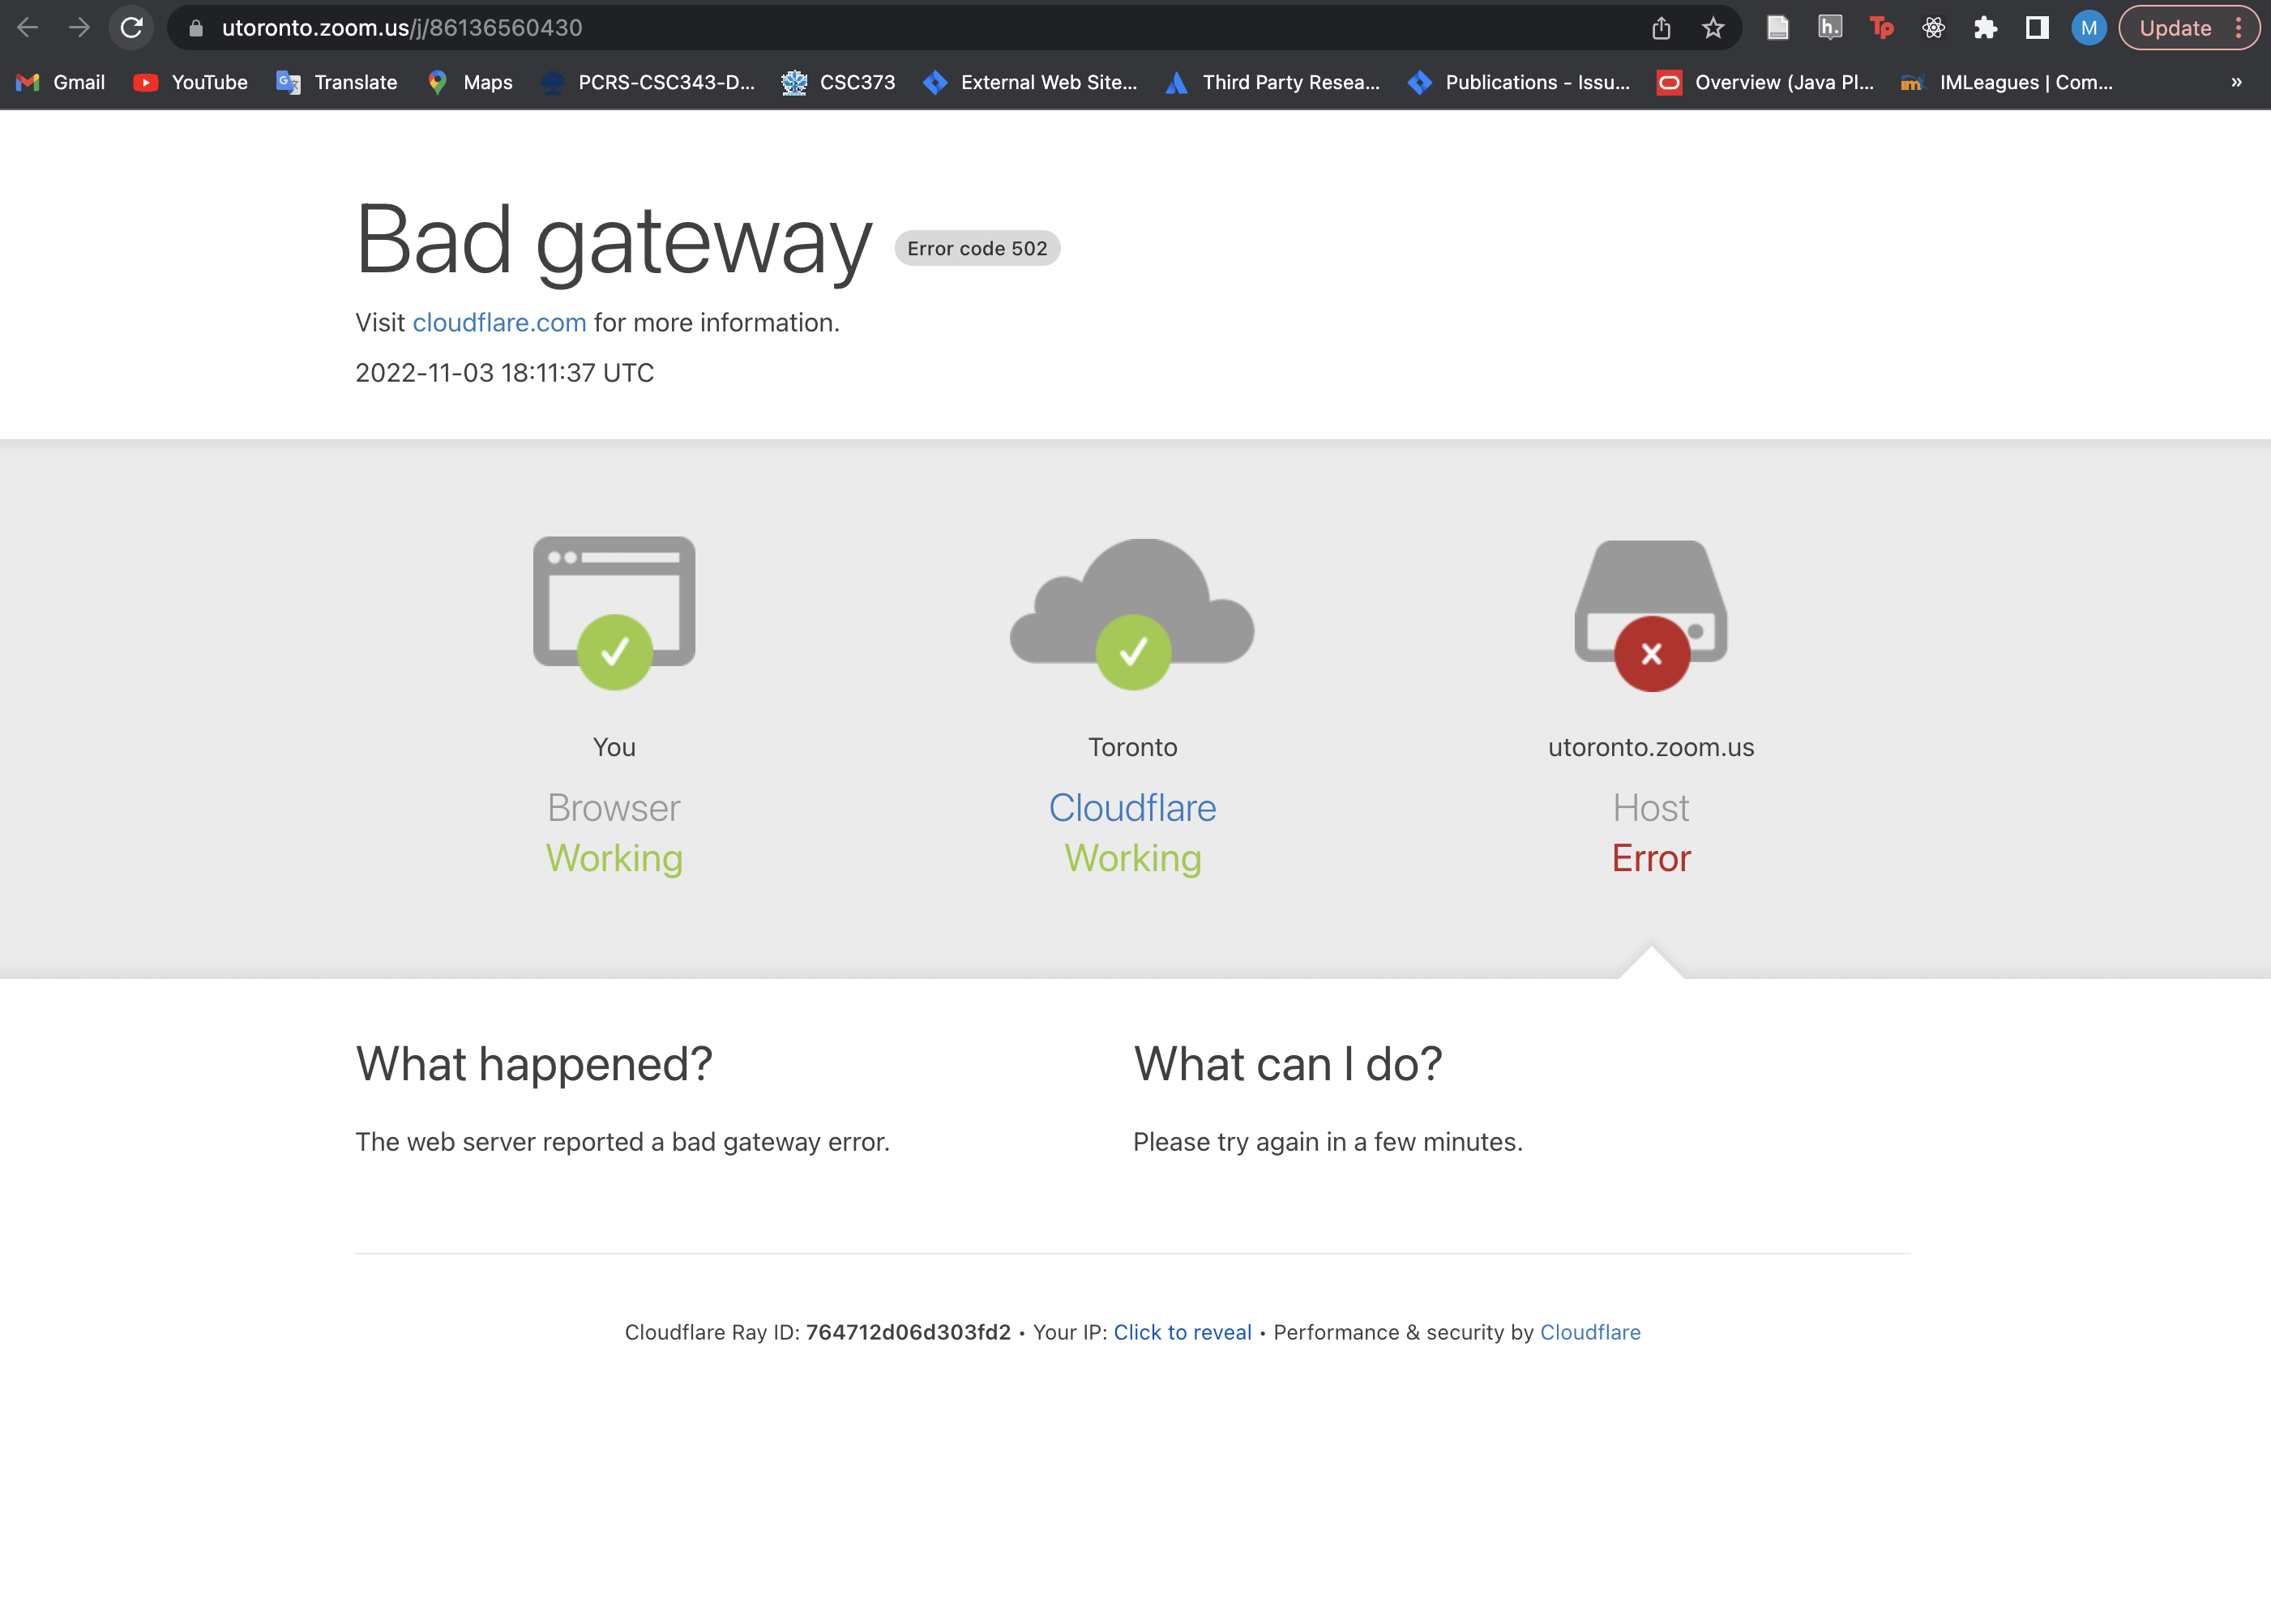 utoronto.zoom.us/j/86136560430
h.
Tp
M
Update
Gmail YouTube Translate Maps PCRS-CSC343-D... CSC373 External Web Site... Third Party Resea... Publications - Issu... Overview (Java Pl... IMLeagues | Com... »
Bad gateway Error code 502
Visit cloudflare.com for more information.
2022-11-03 18:11:37 UTC
You Toronto utoronto.zoom.us
Browser Cloudflare Host
Working Working Error
What happened?
The web server reported a bad gateway error.
What can I do?
Please try again in a few minutes.
Cloudflare Ray ID: 764712d06d303fd2 • Your IP: Click to reveal • Performance & security by Cloudflare